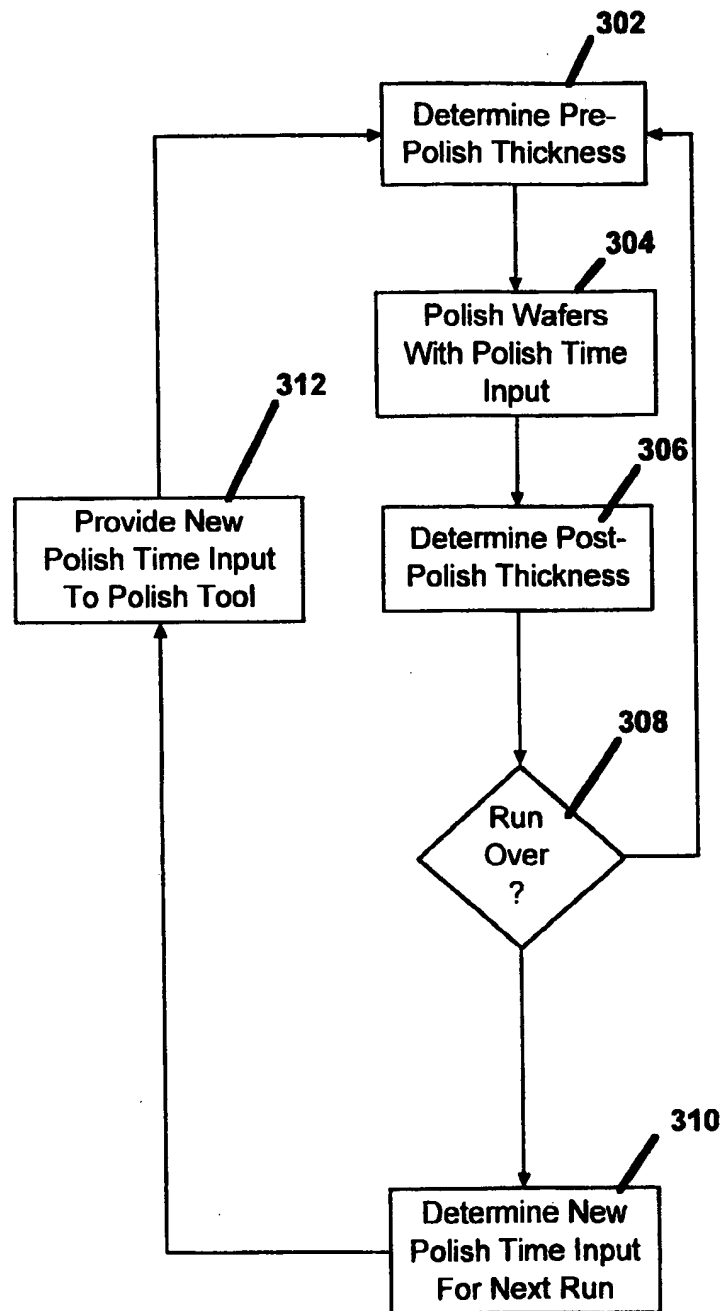 302
Determine Pre-
Polish Thickness
304
Polish Wafers
With Polish Time
Input
312
306
Provide New
Polish Time Input
To Polish Tool
Determine Post-
Polish Thickness
308
Run
Over
?
310
Determine New
Polish Time Input
For Next Run